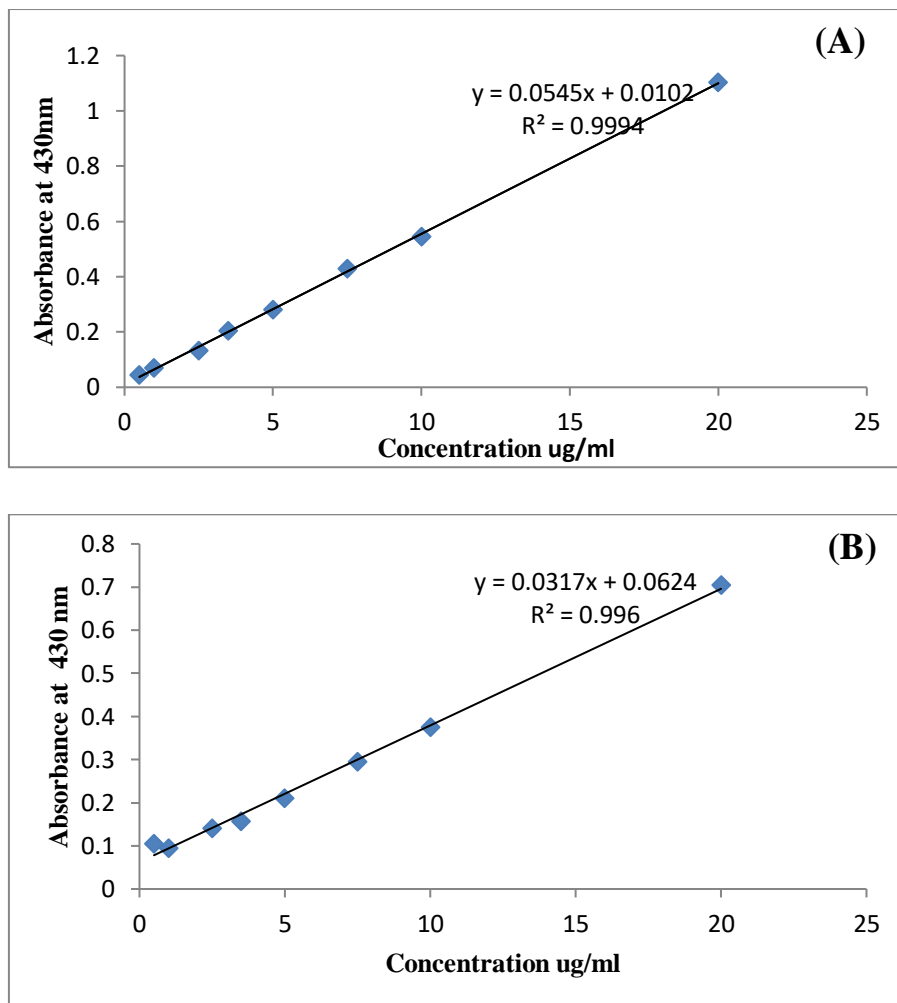 (A)
1.2
1
0.8
0.6
0.4
0.2
0
y = 0.0545x + 0.0102
R² = 0.9994
Absorbance at 430nm
0 5 10 15 20 25
Concentration ug/ml
(B)
0.8
0.7
0.6
0.5
0.4
0.3
0.2
0.1
0
y = 0.0317x + 0.0624
R² = 0.996
Absorbance at 430 nm
0 5 10 15 20 25
Concentration ug/ml